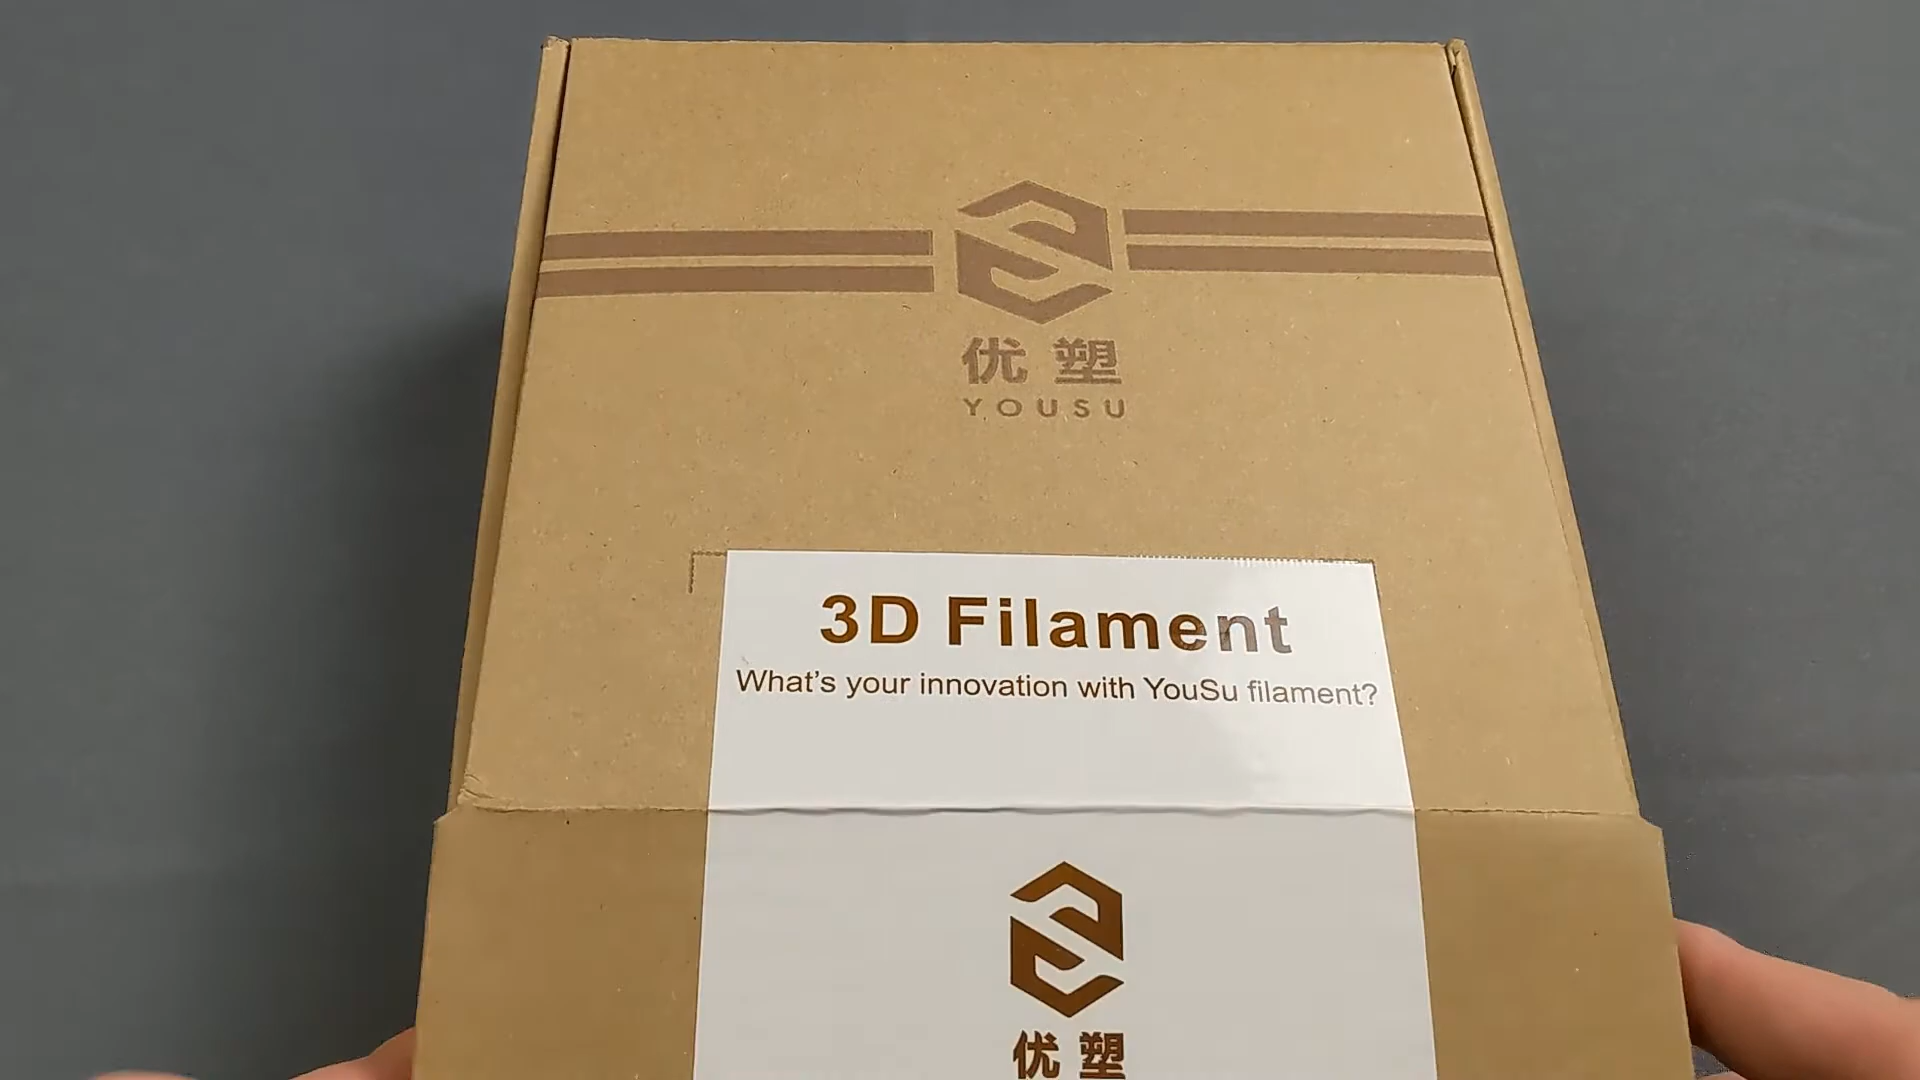 优塑
YOUSU
3D Filament
What's your innovation with YouSu filament?
优塑